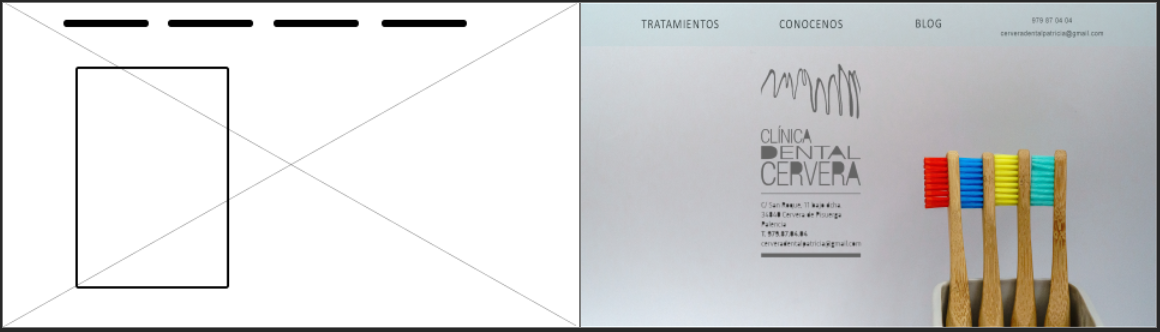 TRATAMIENTOS
CONOCENOS
BLOG
979 87 04 04
cerveradentalpatricia@gmail.com
CLÍNICA
DENTAL
CERVERA
C/ San Roque, 11 bajo dcha.
34840 Cervera de Pisuerga
Palencia
T. 979.87.04.04
cerveradentalpatricia@gmail.com